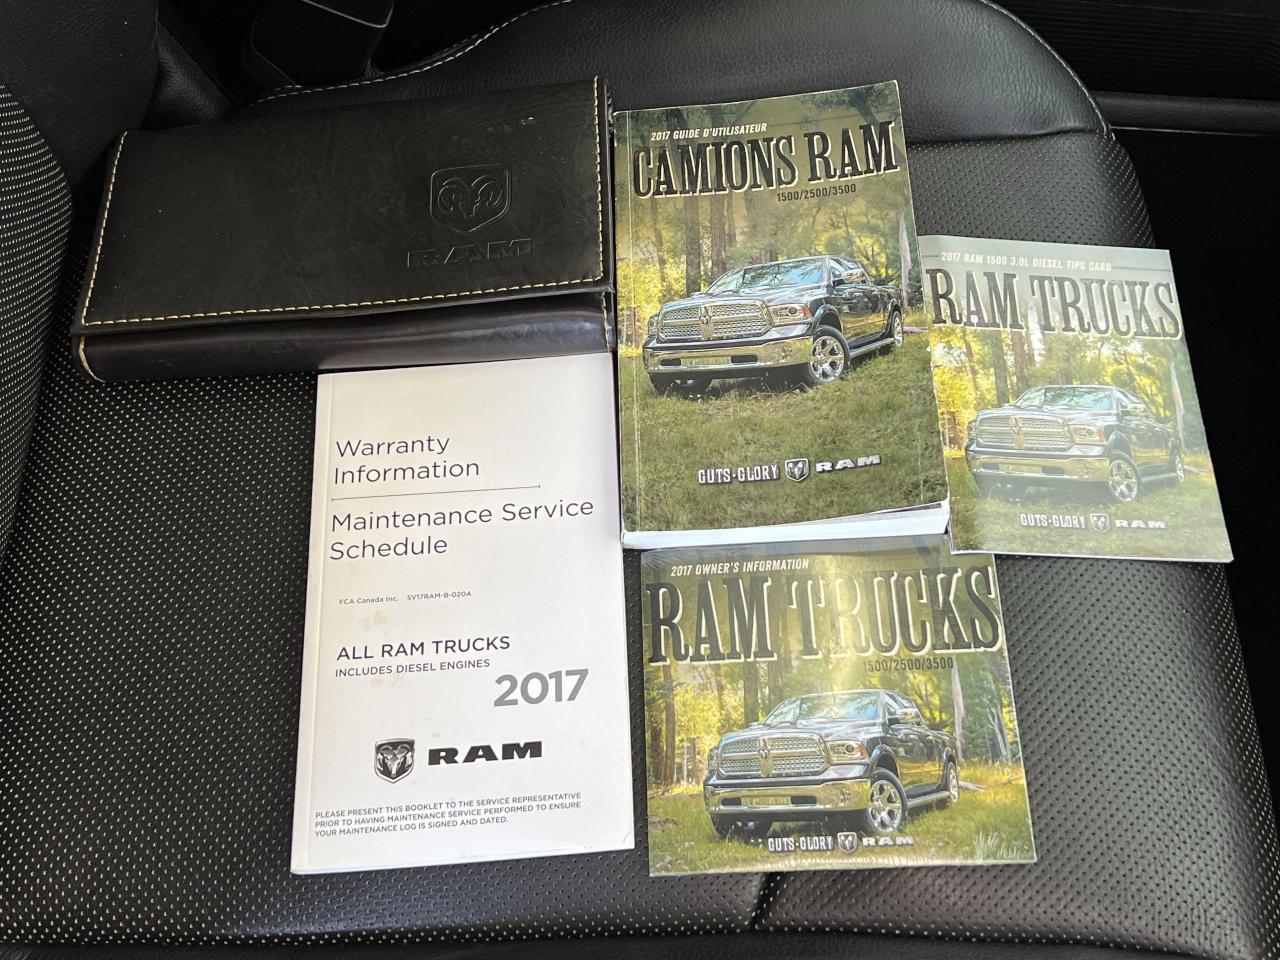 RAM
2017 GUIDE D'UTILISATEUR
CAMIONS RAM
1500/2500/3500
GUTS·GLORY RAM
2017 RAM 1500 3.0L DIESEL TIPS CARD
RAM TRUCKS
GUTS·GLORY RAM
Warranty
Information
Maintenance Service
Schedule
FCA Canada Inc. SV17RAM-B-020A
ALL RAM TRUCKS
INCLUDES DIESEL ENGINES
2017
RAM
PLEASE PRESENT THIS BOOKLET TO THE SERVICE REPRESENTATIVE
PRIOR TO HAVING MAINTENANCE SERVICE PERFORMED TO ENSURE
YOUR MAINTENANCE LOG IS SIGNED AND DATED.
2017 OWNER'S INFORMATION
RAM TRUCKS
1500/2500/3500
GUTS·GLORY RAM